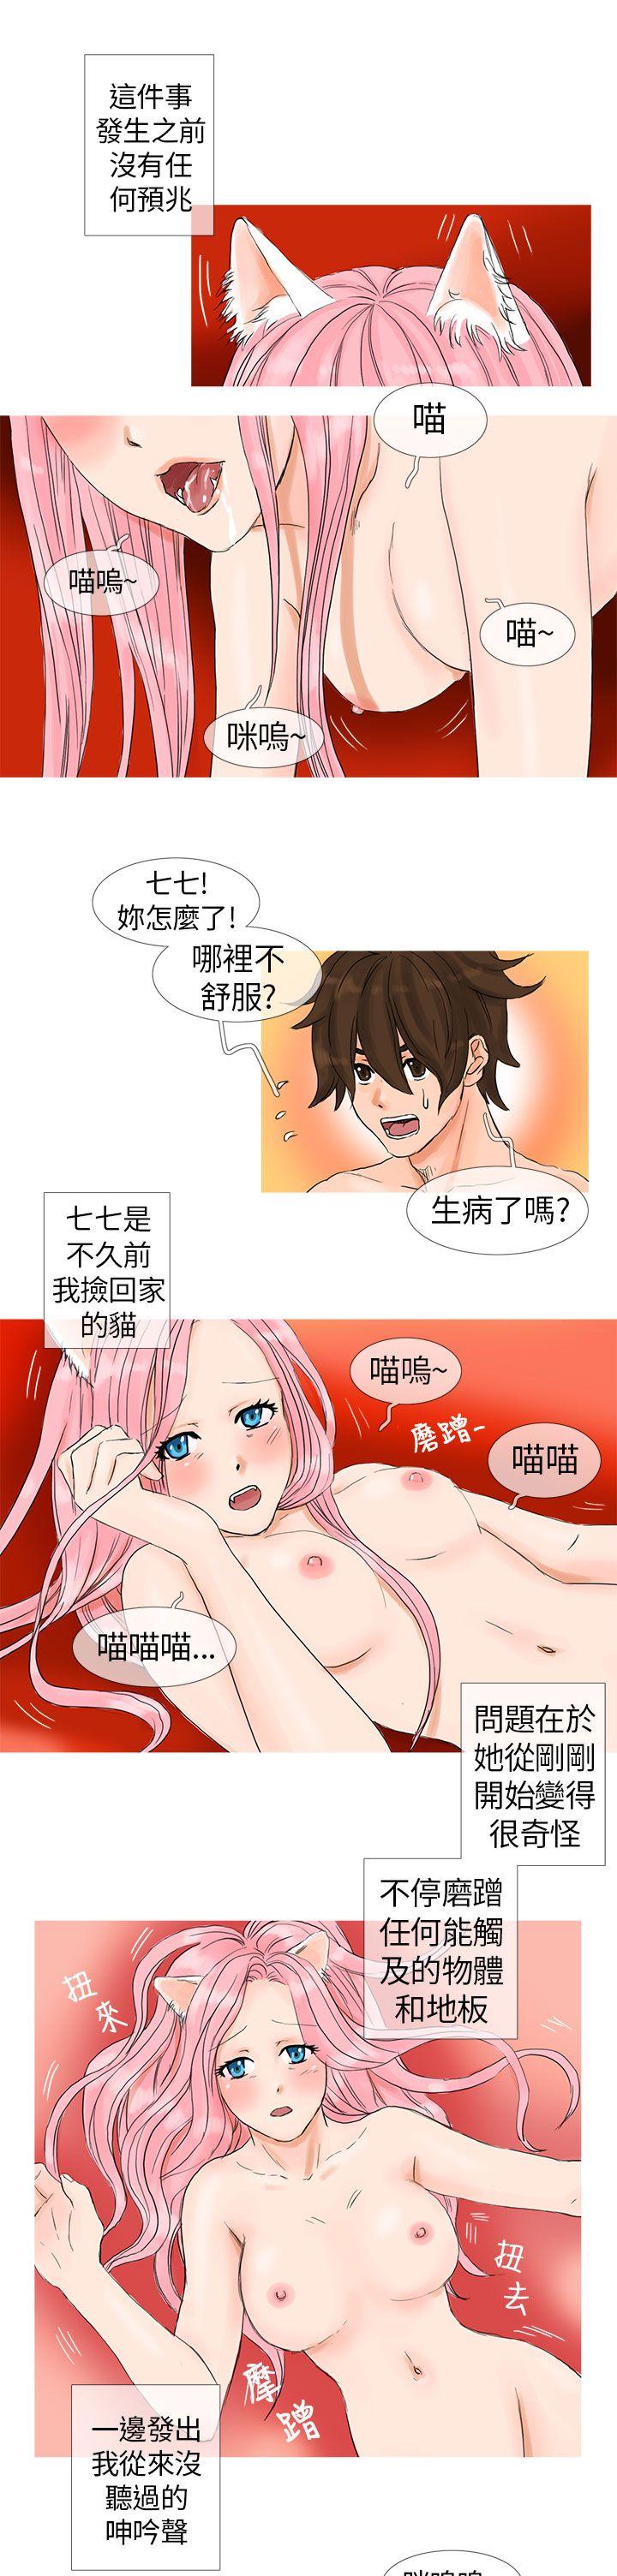 這件事
發生之前
沒有任
何預兆
喵
喵嗚~
喵~
咪嗚~
七七!
妳怎麼了!
哪裡不
舒服?
生病了嗎?
七七是
不久前
我撿回家
的貓
喵嗚~
磨蹭~
喵喵
喵喵喵...
問題在於
她從剛剛
開始變得
很奇怪
不停磨蹭
任何能觸
及的物體
和地板
扭來
扭去
摩蹭
一邊發出
我從來沒
聽過的
呻吟聲